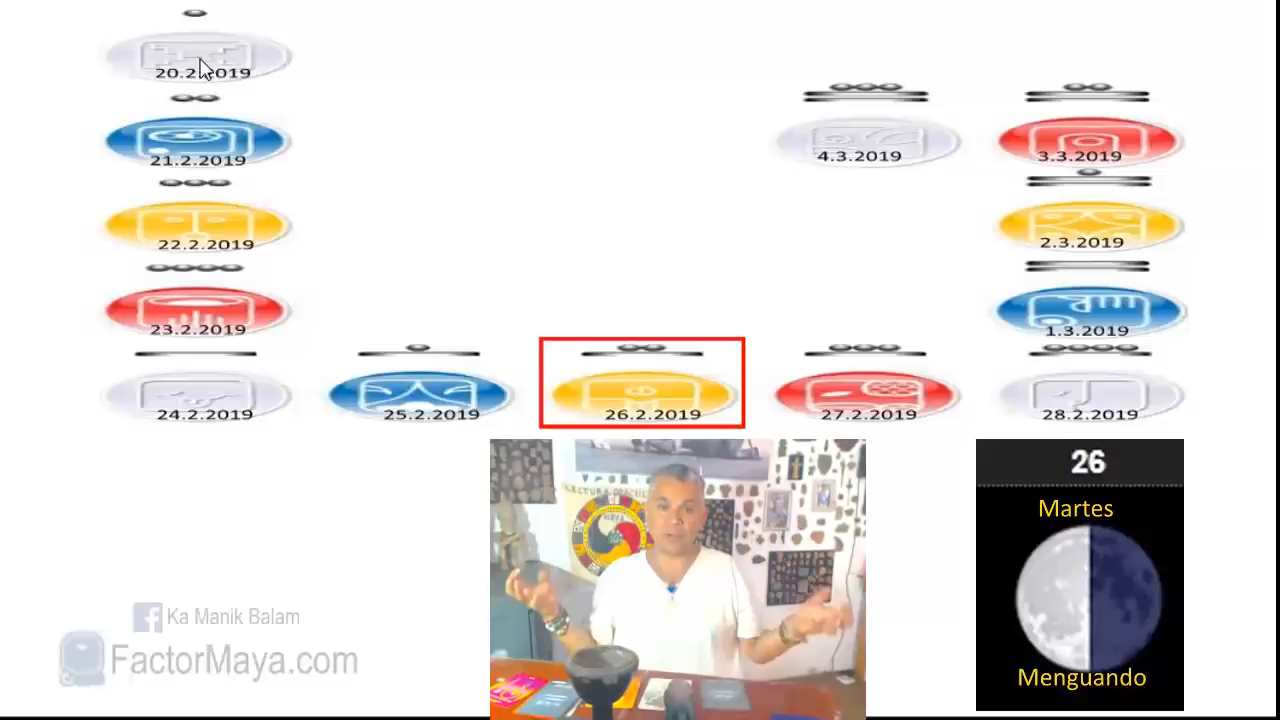 20.2.2019
21.2.2019
4.3.2019
3.3.2019
22.2.2019
2.3.2019
23.2.2019
1.3.2019
24.2.2019
25.2.2019
26.2.2019
27.2.2019
28.2.2019
26
Martes
Menguando
MAYA
Ka Manik Balam
FactorMaya.com